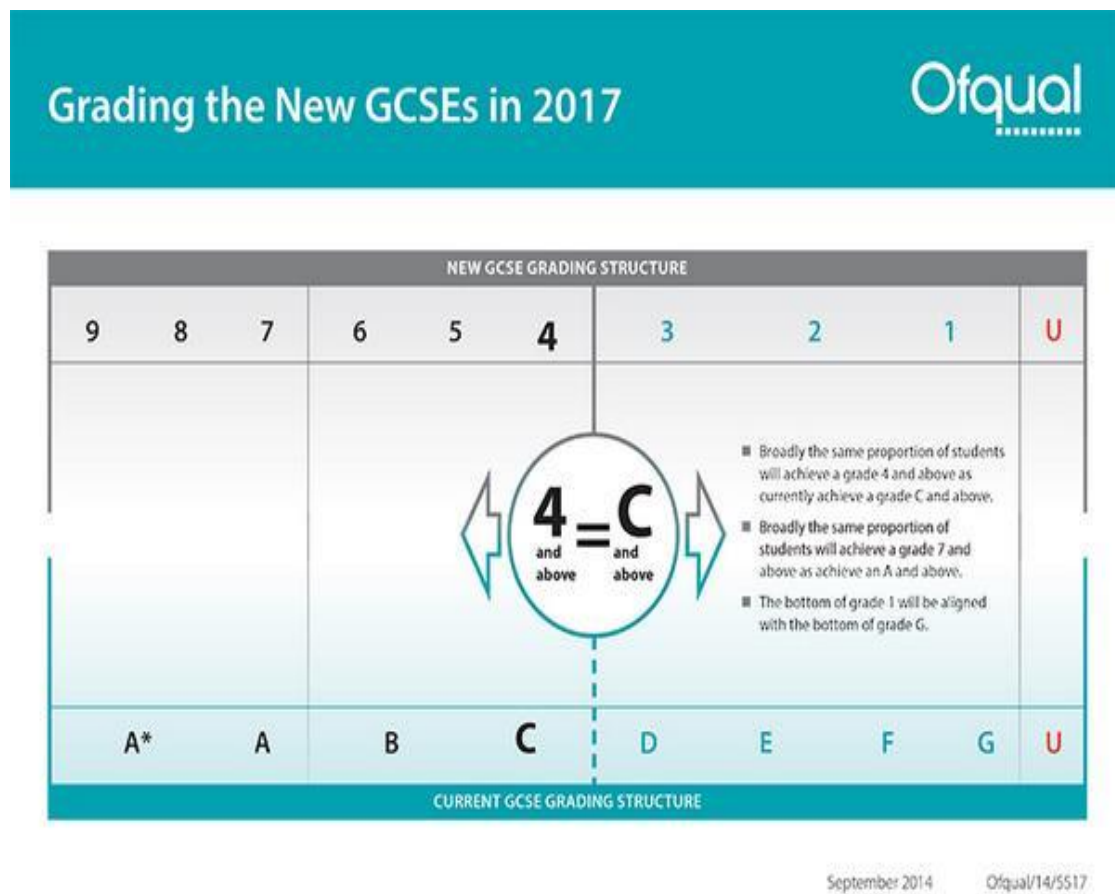 Grading the New GCSEs in 2017
Ofqual
NEW GCSE GRADING STRUCTURE
9 8 7 6 5 4 3 2 1 U
4 = C
and above and above
■ Broadly the same proportion of students
will achieve a grade 4 and above as
currently achieve a grade C and above.
■ Broadly the same proportion of
students will achieve a grade 7 and
above as achieve an A and above.
■ The bottom of grade 1 will be aligned
with the bottom of grade G.
A* A B C D E F G U
CURRENT GCSE GRADING STRUCTURE
September 2014 Ofqual/14/5517